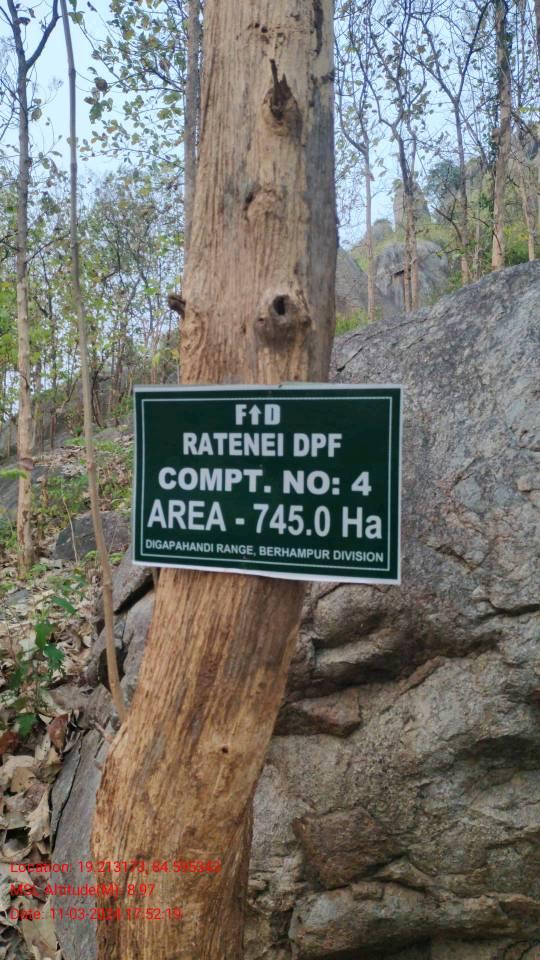 F↑D
RATENEI DPF
COMPT. NO: 4
AREA - 745.0 Ha
DIGAPAHANDI RANGE, BERHAMPUR DIVISION
Location: 19.213173, 84.595343
MSL Altitude(M): 8.97
Date: 11-03-2024 17:52:19